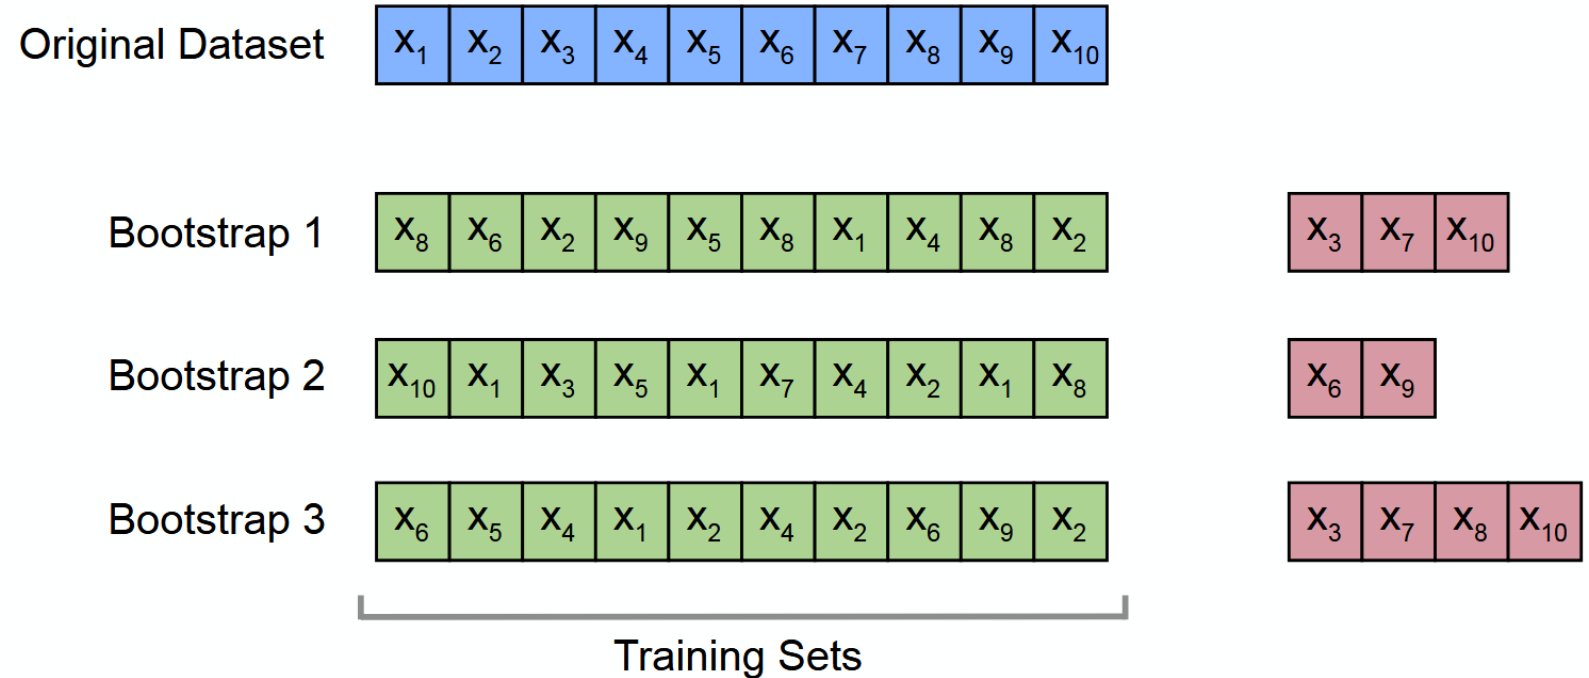 Original Dataset x₁ x₂ x₃ x₄ x₅ x₆ x₇ x₈ x₉ x₁₀
Bootstrap 1 x₈ x₆ x₂ x₉ x₅ x₈ x₁ x₄ x₈ x₂ x₃ x₇ x₁₀
Bootstrap 2 x₁₀ x₁ x₃ x₅ x₁ x₇ x₄ x₂ x₁ x₈ x₆ x₉
Bootstrap 3 x₆ x₅ x₄ x₁ x₂ x₄ x₂ x₆ x₉ x₂ x₃ x₇ x₈ x₁₀
Training Sets